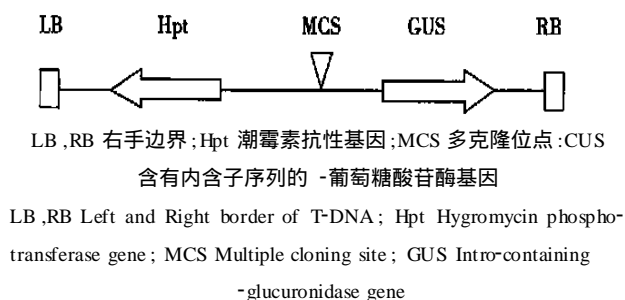 LB Hpt MCS GUS RB
LB ,RB 右手边界 ;Hpt 潮霉素抗性基因 ;MCS 多克隆位点 :CUS
含有内含子序列的 -葡萄糖酸苷酶基因
LB ,RB Left and Right border of T-DNA ; Hpt Hygromycin phospho-
transferase gene ; MCS Multiple cloning site ; GUS Intro-containing
-glucuronidase gene